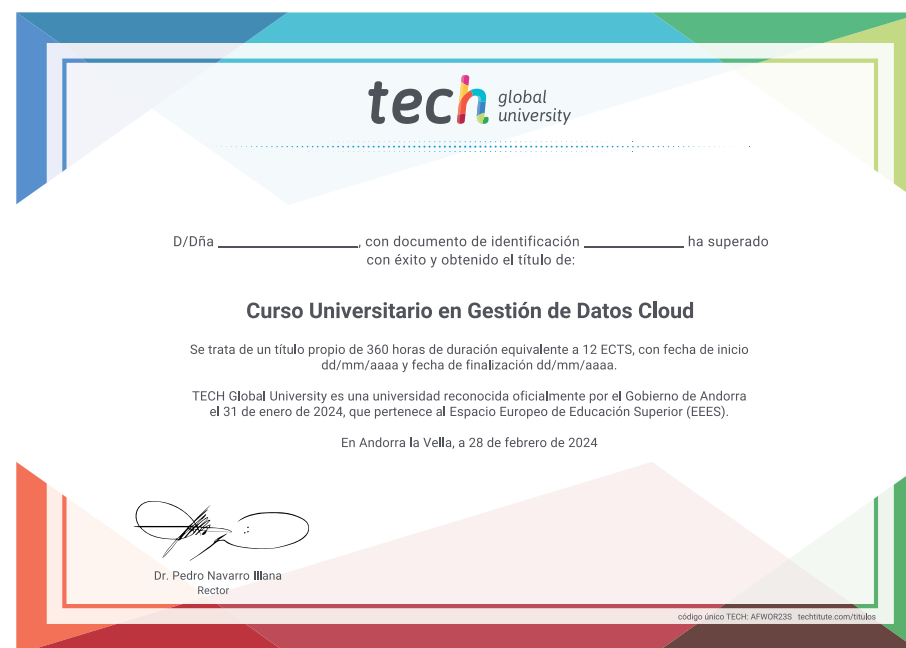 tech global university
D/Dña ______________, con documento de identificación __________ ha superado
con éxito y obtenido el título de:
Curso Universitario en Gestión de Datos Cloud
Se trata de un título propio de 360 horas de duración equivalente a 12 ECTS, con fecha de inicio
dd/mm/aaaa y fecha de finalización dd/mm/aaaa.
TECH Global University es una universidad reconocida oficialmente por el Gobierno de Andorra
el 31 de enero de 2024, que pertenece al Espacio Europeo de Educación Superior (EEES).
En Andorra la Vella, a 28 de febrero de 2024
Dr. Pedro Navarro Illana
Rector
código único TECH: AFWOR23S techtitute.com/titulos